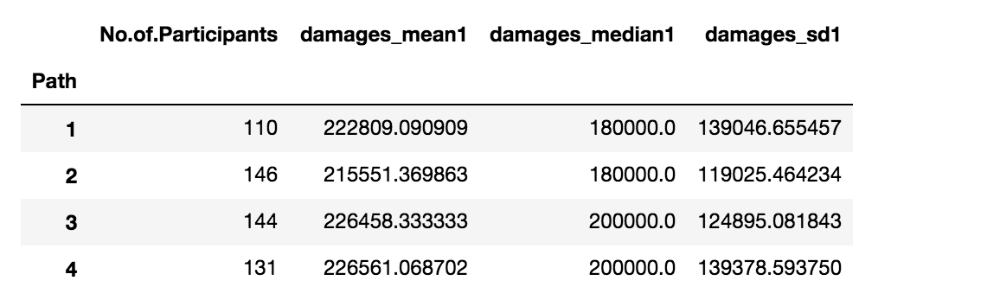 No.of.Participants damages_mean1 damages_median1 damages_sd1
Path
1 110 222809.090909 180000.0 139046.655457
2 146 215551.369863 180000.0 119025.464234
3 144 226458.333333 200000.0 124895.081843
4 131 226561.068702 200000.0 139378.593750